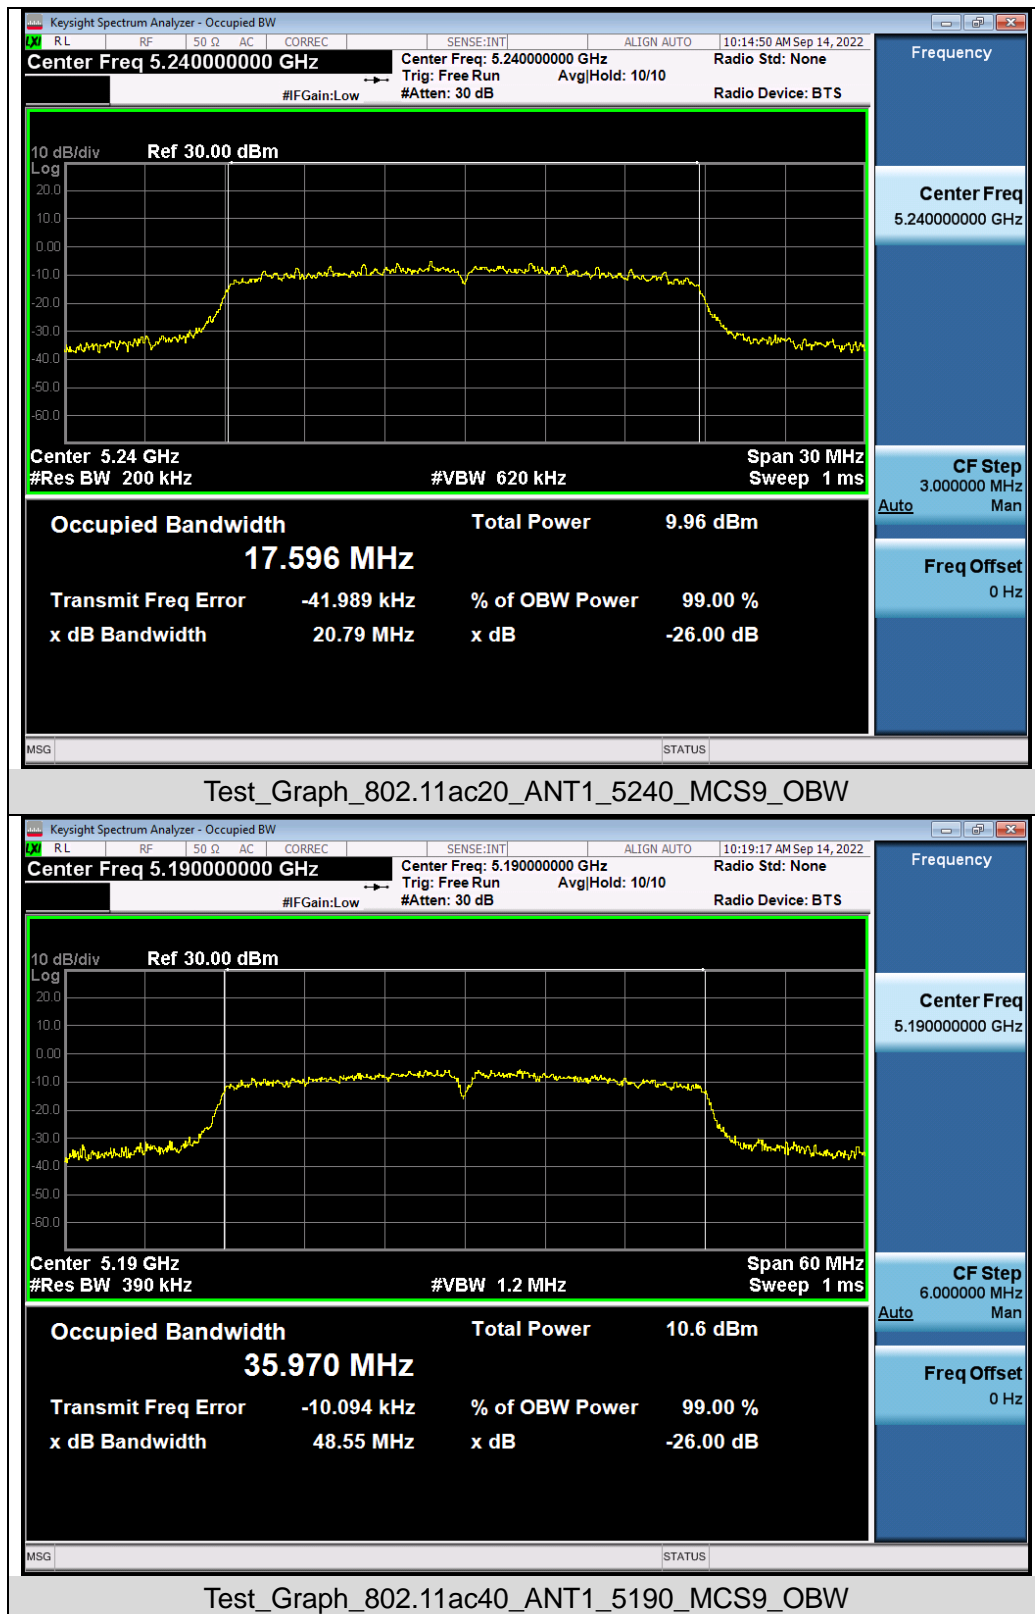 Keysight Spectrum Analyzer - Occupied BW
LXI RL RF 50 Ω AC CORREC SENSE:INT ALIGN AUTO 10:14:50 AM Sep 14, 2022
Center Freq 5.240000000 GHz
Center Freq: 5.240000000 GHz Radio Std: None
Trig: Free Run Avg|Hold: 10/10
#IFGain:Low #Atten: 30 dB Radio Device: BTS
Frequency
10 dB/div Ref 30.00 dBm
Log
20.0
10.0
0.00
-10.0
-20.0
-30.0
-40.0
-50.0
-60.0
Center Freq
5.240000000 GHz
Center 5.24 GHz Span 30 MHz
#Res BW 200 kHz #VBW 620 kHz Sweep 1 ms
CF Step
3.000000 MHz
Auto Man
Freq Offset
0 Hz
Occupied Bandwidth Total Power 9.96 dBm
17.596 MHz
Transmit Freq Error -41.989 kHz % of OBW Power 99.00 %
x dB Bandwidth 20.79 MHz x dB -26.00 dB
MSG STATUS
Test_Graph_802.11ac20_ANT1_5240_MCS9_OBW
Keysight Spectrum Analyzer - Occupied BW
LXI RL RF 50 Ω AC CORREC SENSE:INT ALIGN AUTO 10:19:17 AM Sep 14, 2022
Center Freq 5.190000000 GHz
Center Freq: 5.190000000 GHz Radio Std: None
Trig: Free Run Avg|Hold: 10/10
#IFGain:Low #Atten: 30 dB Radio Device: BTS
Frequency
10 dB/div Ref 30.00 dBm
Log
20.0
10.0
0.00
-10.0
-20.0
-30.0
-40.0
-50.0
-60.0
Center Freq
5.190000000 GHz
Center 5.19 GHz Span 60 MHz
#Res BW 390 kHz #VBW 1.2 MHz Sweep 1 ms
CF Step
6.000000 MHz
Auto Man
Freq Offset
0 Hz
Occupied Bandwidth Total Power 10.6 dBm
35.970 MHz
Transmit Freq Error -10.094 kHz % of OBW Power 99.00 %
x dB Bandwidth 48.55 MHz x dB -26.00 dB
MSG STATUS
Test_Graph_802.11ac40_ANT1_5190_MCS9_OBW